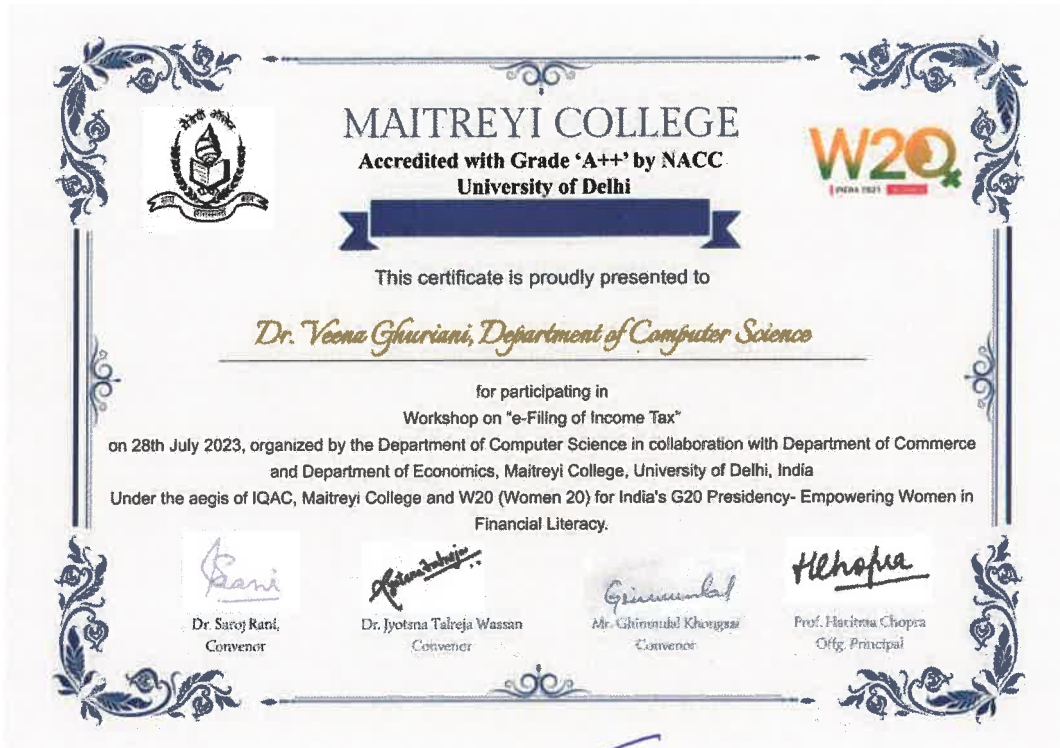 MAITREYI COLLEGE
Accredited with Grade ‘A++’ by NACC
University of Delhi
W20
INDIA
This certificate is proudly presented to
Dr. Veena Ghuriani, Department of Computer Science
for participating in
Workshop on "e-Filing of Income Tax"
on 28th July 2023, organized by the Department of Computer Science in collaboration with Department of Commerce
and Department of Economics, Maitreyi College, University of Delhi, India
Under the aegis of IQAC, Maitreyi College and W20 (Women 20) for India's G20 Presidency- Empowering Women in
Financial Literacy.
Dr. Saroj Rani,
Convenor
Dr. Jyotsna Talreja Wassan
Convenor
Mr. Khongsai
Convenor
Prof. Haritma Chopra
Offg. Principal